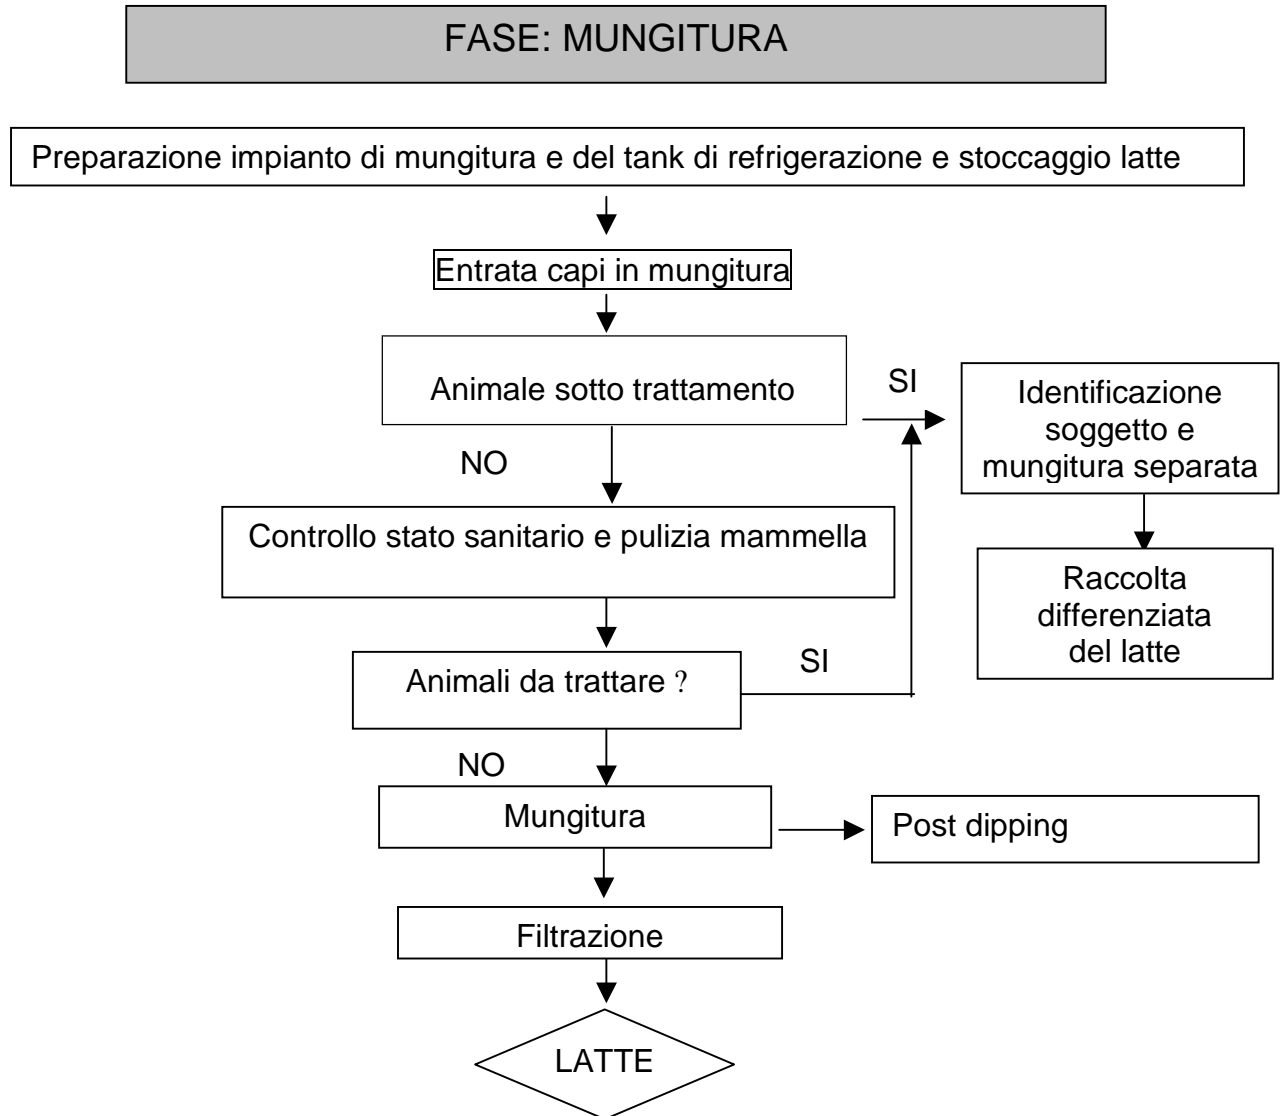 FASE: MUNGITURA
Preparazione impianto di mungitura e del tank di refrigerazione e stoccaggio latte
Entrata capi in mungitura
Animale sotto trattamento
SI
Identificazione
soggetto e
mungitura separata
NO
Controllo stato sanitario e pulizia mammella
Raccolta
differenziata
del latte
Animali da trattare ?
SI
NO
Mungitura
Post dipping
Filtrazione
LATTE